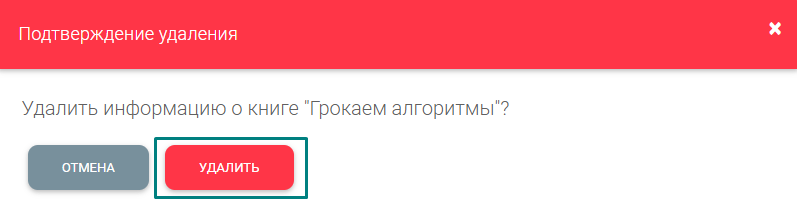 Подтверждение удаления
Удалить информацию о книге "Грокаем алгоритмы"?
ОТМЕНА УДАЛИТЬ